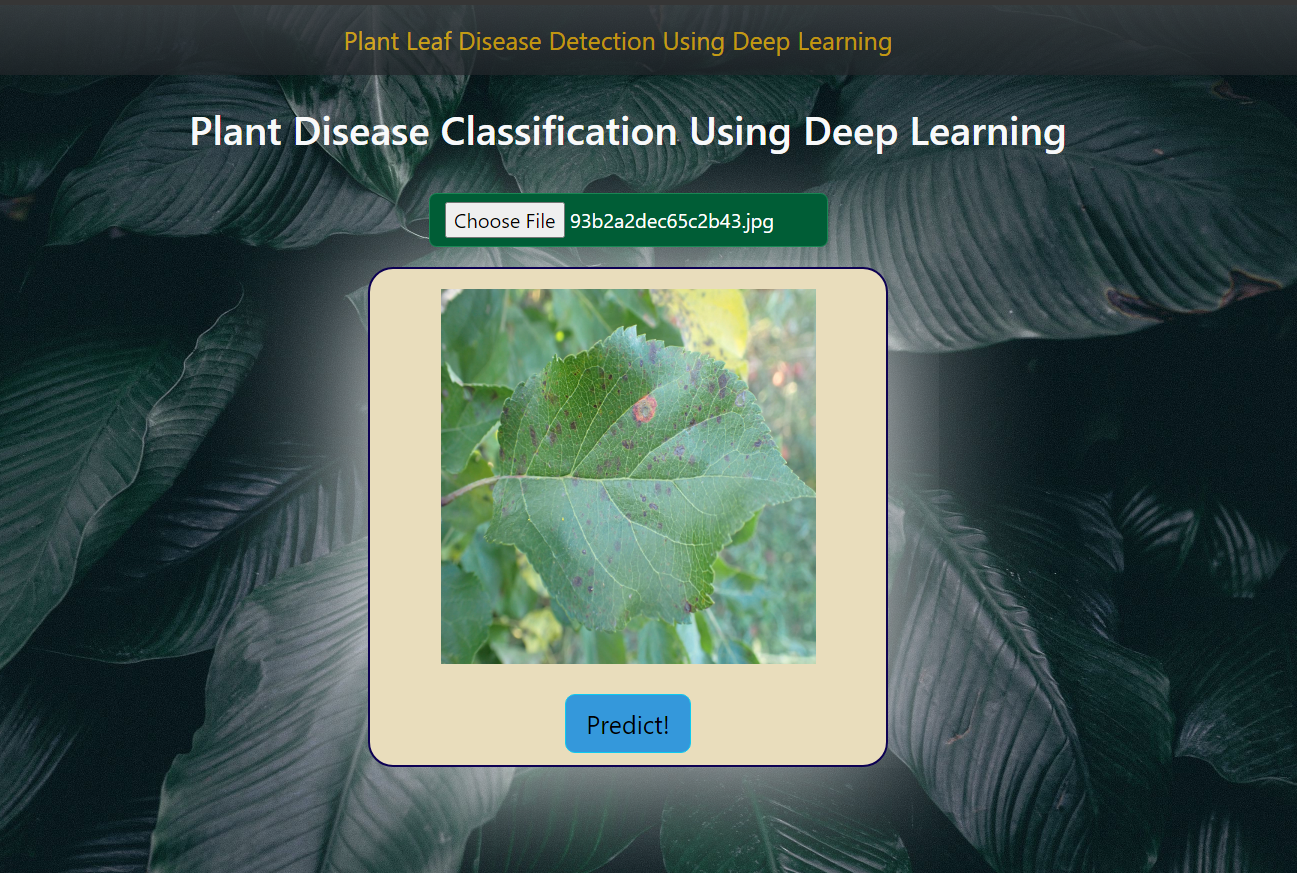 Plant Leaf Disease Detection Using Deep Learning
Plant Disease Classification Using Deep Learning
Choose File 93b2a2dec65c2b43.jpg
Predict!